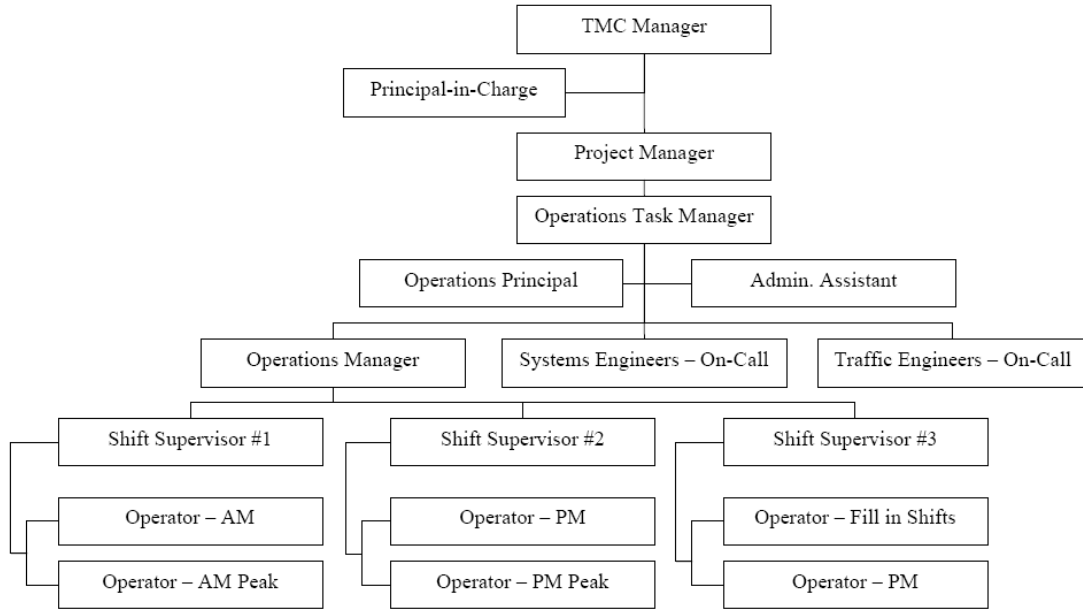 TMC Manager
Principal-in-Charge
Project Manager
Operations Task Manager
Operations Principal
Admin. Assistant
Operations Manager
Systems Engineers – On-Call
Traffic Engineers – On-Call
Shift Supervisor #1
Shift Supervisor #2
Shift Supervisor #3
Operator – AM
Operator – PM
Operator – Fill in Shifts
Operator – AM Peak
Operator – PM Peak
Operator – PM